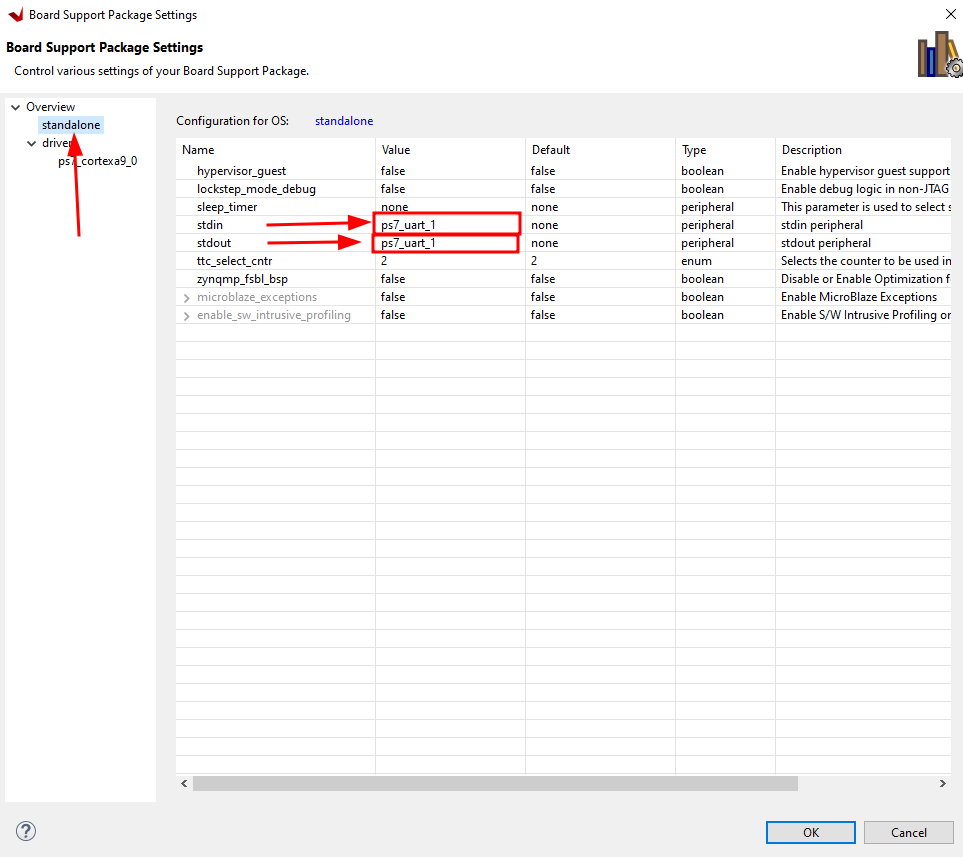 Board Support Package Settings
Board Support Package Settings
Control various settings of your Board Support Package.
Overview
standalone
ps7_cortexa9_0
Configuration for OS: standalone
Name Value Default Type Description
hypervisor_guest false false boolean Enable hypervisor guest support
lockstep_mode_debug false false boolean Enable debug logic in non-JTAG
sleep_timer none none peripheral This parameter is used to select s
stdin ps7_uart_1 none peripheral stdin peripheral
stdout ps7_uart_1 none peripheral stdout peripheral
ttc_select_cntr 2 2 enum Selects the counter to be used in
zynqmp_fsbl_bsp false false boolean Disable or Enable Optimization f
microblaze_exceptions false false boolean Enable MicroBlaze Exceptions
enable_sw_intrusive_profiling false false boolean Enable S/W Intrusive Profiling or
?
OK Cancel